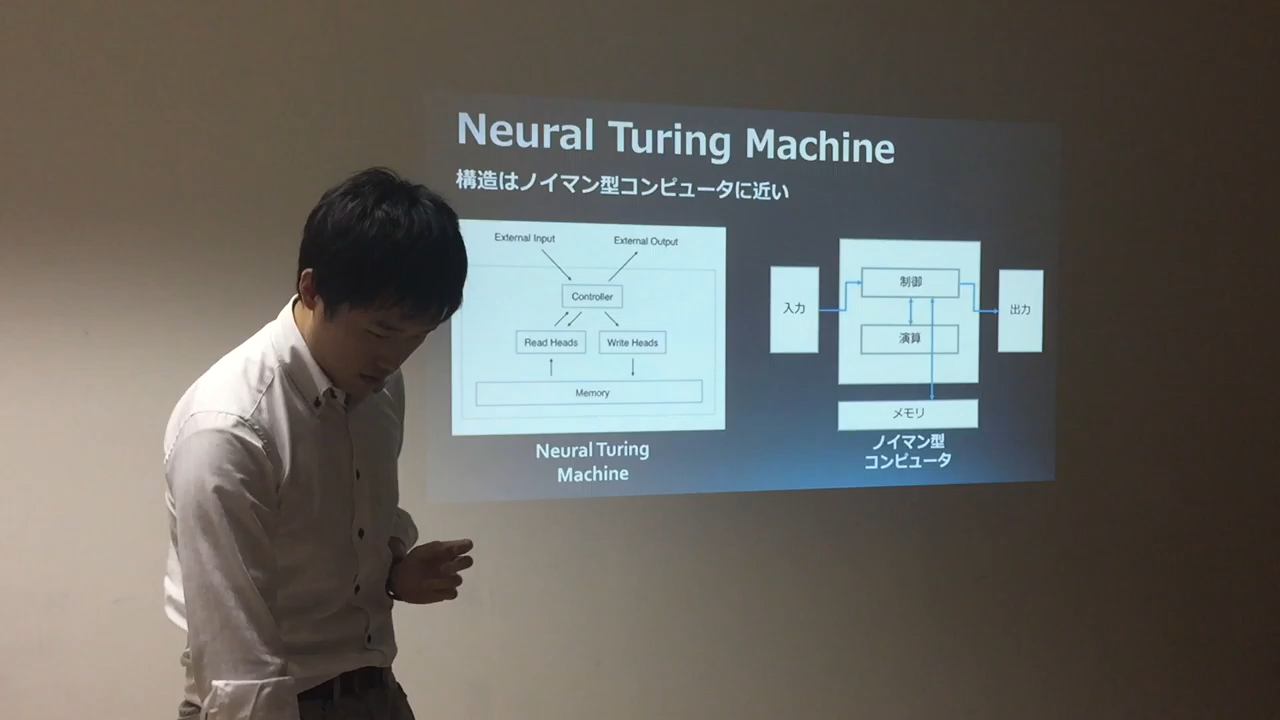 Neural Turing Machine
構造はノイマン型コンピュータに近い
External Input
External Output
Controller
Read Heads
Write Heads
Memory
Neural Turing
Machine
入力
制御
演算
出力
メモリ
ノイマン型
コンピュータ